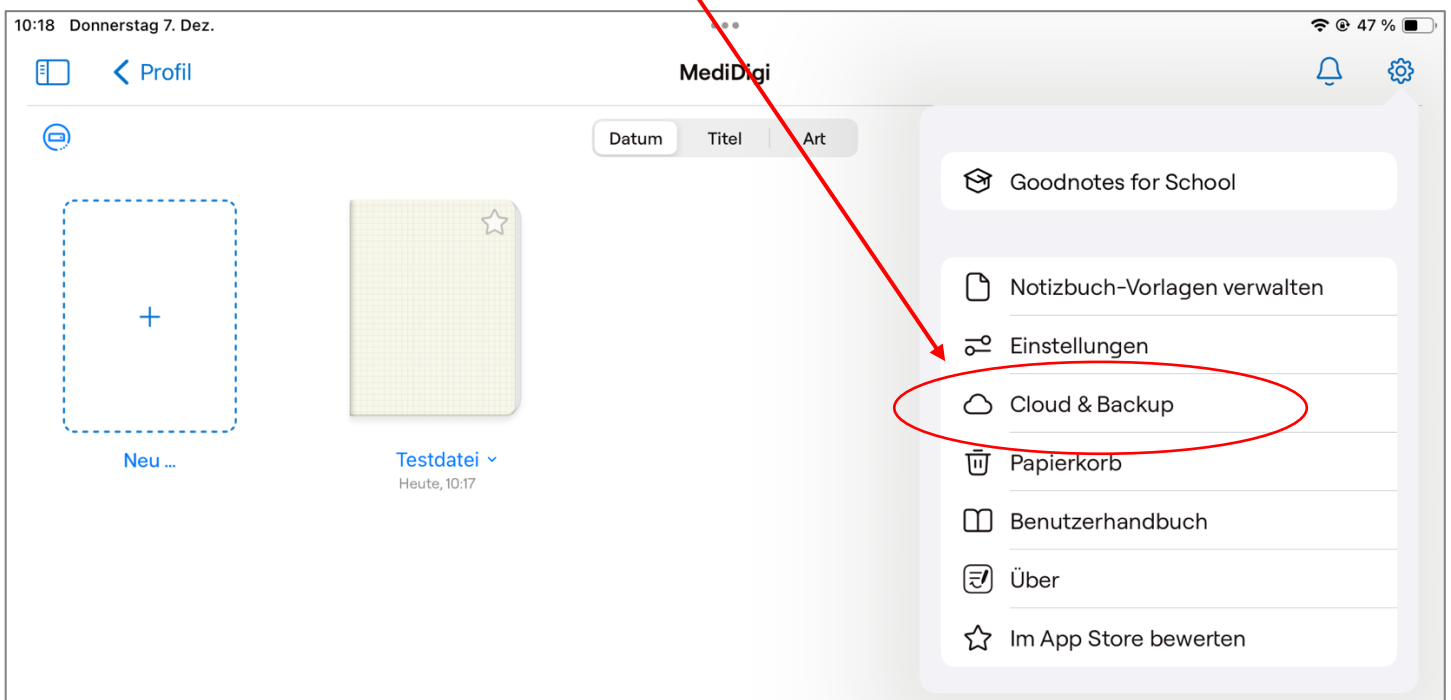 10:18 Donnerstag 7. Dez.
47 %
Profil
MediDigi
Datum Titel Art
Goodnotes for School
Notizbuch-Vorlagen verwalten
Einstellungen
Cloud & Backup
Papierkorb
Benutzerhandbuch
Über
Im App Store bewerten
Neu ...
Testdatei
Heute, 10:17